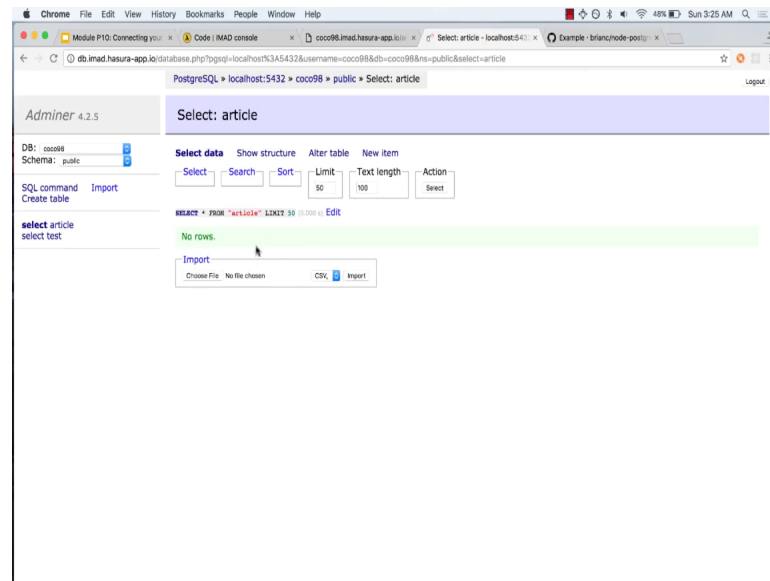 Chrome File Edit View History Bookmarks People Window Help 48% Sun 3:25 AM
Module P10: Connecting your × Code | IMAD console × coco98.imad.hasura-app.io/ × Select: article - localhost:543 × Example · brianc/node-postgr ×
db.imad.hasura-app.io/database.php?pgsql=localhost%3A5432&username=coco98&db=coco98&ns=public&select=article
PostgreSQL » localhost:5432 » coco98 » public » Select: article
Logout
Adminer 4.2.5
Select: article
DB: coco98
Schema: public
SQL command Import
Create table
select article
select test
Select data Show structure Alter table New item
Select Search Sort Limit Text length Action
50 100 Select
SELECT * FROM "article" LIMIT 50 (0.000 s) Edit
No rows.
Import
Choose File No file chosen CSV, Import